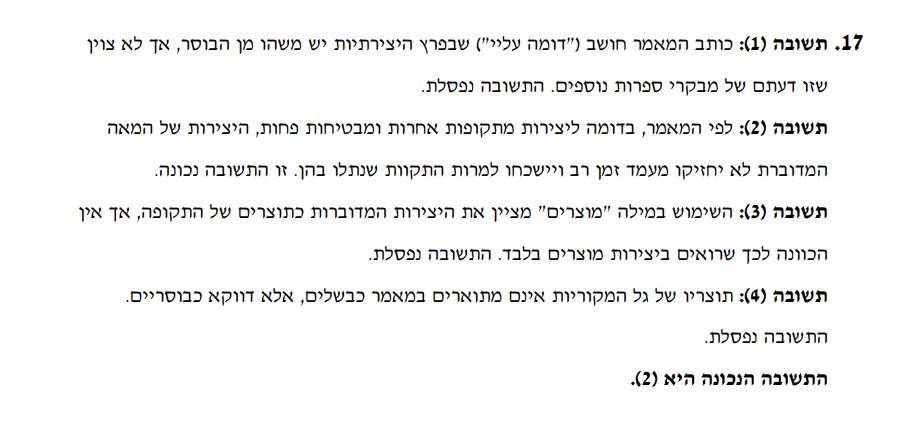 17. תשובה (1): כותב המאמר חושב ("דומה עליי") שבפרץ היצירתיות יש משהו מן הבוסר, אך לא צוין
שזו דעתם של מבקרי ספרות נוספים. התשובה נפסלת.
תשובה (2): לפי המאמר, בדומה ליצירות מתקופות אחרות ומבטיחות פחות, היצירות של המאה
המדוברת לא יחזיקו מעמד זמן רב ויישכחו למרות התקוות שנתלו בהן. זו התשובה נכונה.
תשובה (3): השימוש במילה "מוצרים" מציין את היצירות המדוברות כתוצרים של התקופה, אך אין
הכוונה לכך שרואים ביצירות מוצרים בלבד. התשובה נפסלת.
תשובה (4): תוצריו של גל המקוריות אינם מתוארים במאמר כבשלים, אלא דווקא כבוסריים.
התשובה נפסלת.
התשובה הנכונה היא (2).